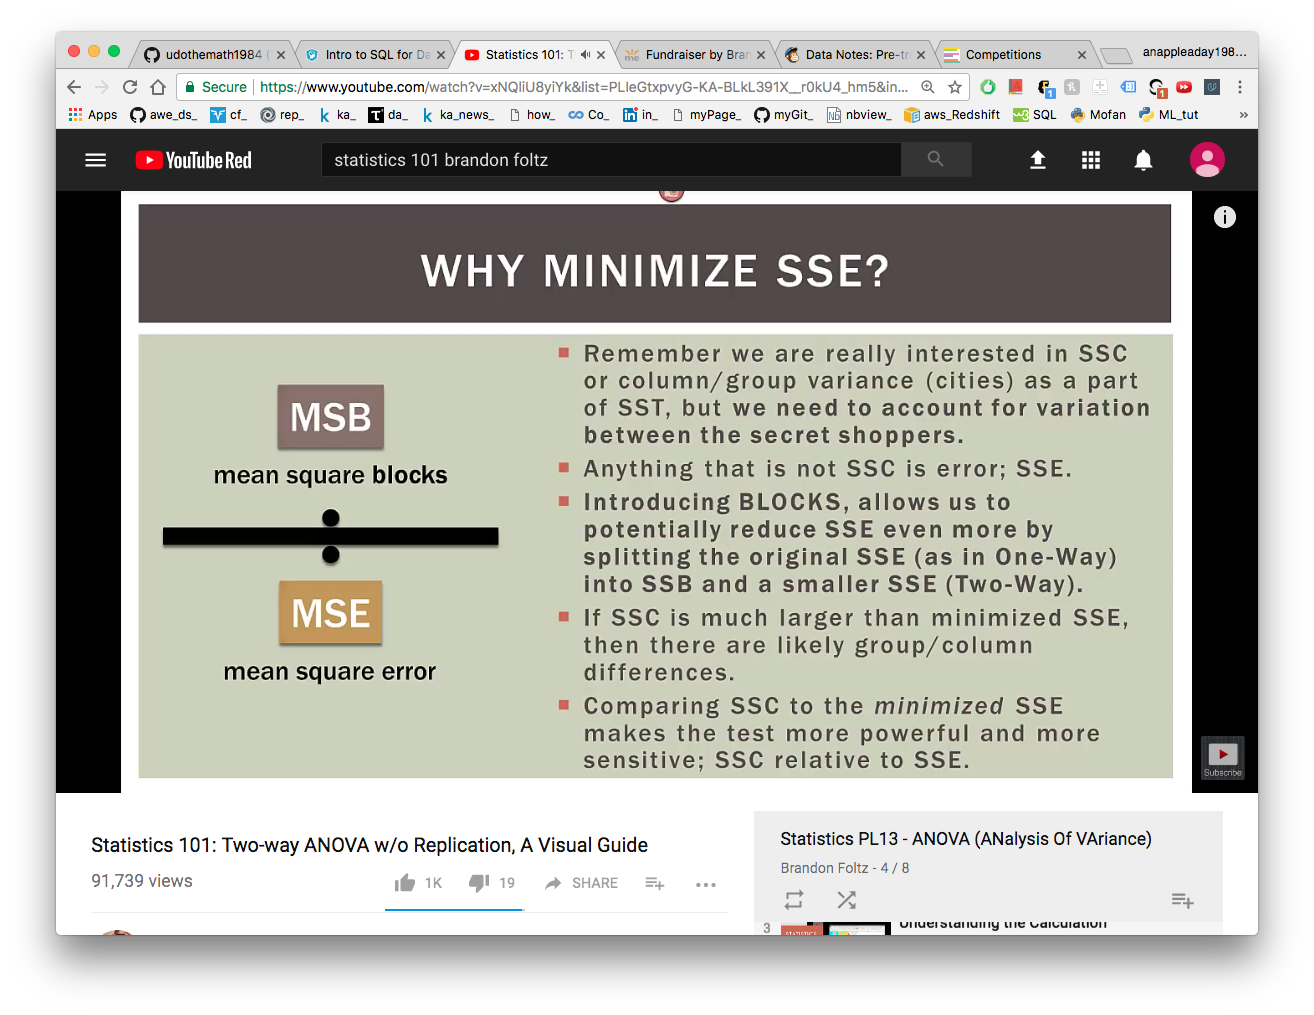 udothemath1984 (
Intro to SQL for Da
Statistics 101: T
Fundraiser by Bran
Data Notes: Pre-tr
Competitions
anappleaday198...
Secure
https://www.youtube.com/watch?v=xNQliU8yiYk&list=PLIeGtxpvyG-KA-BLkL391X__r0kU4_hm5&in...
Apps
awe_ds_
cf_
rep_
ka_
da_
ka_news_
how_
Co_
in_
myPage_
myGit_
nbview_
aws_Redshift
SQL
Mofan
ML_tut
»
YouTube Red
statistics 101 brandon foltz
WHY MINIMIZE SSE?
MSB
mean square blocks
MSE
mean square error
Remember we are really interested in SSC
or column/group variance (cities) as a part
of SST, but we need to account for variation
between the secret shoppers.
Anything that is not SSC is error; SSE.
Introducing BLOCKS, allows us to
potentially reduce SSE even more by
splitting the original SSE (as in One-Way)
into SSB and a smaller SSE (Two-Way).
If SSC is much larger than minimized SSE,
then there are likely group/column
differences.
Comparing SSC to the minimized SSE
makes the test more powerful and more
sensitive; SSC relative to SSE.
Subscribe
Statistics 101: Two-way ANOVA w/o Replication, A Visual Guide
91,739 views
1K
19
SHARE
Statistics PL13 - ANOVA (ANalysis Of VAriance)
Brandon Foltz - 4 / 8
3
Understanding the Calculation